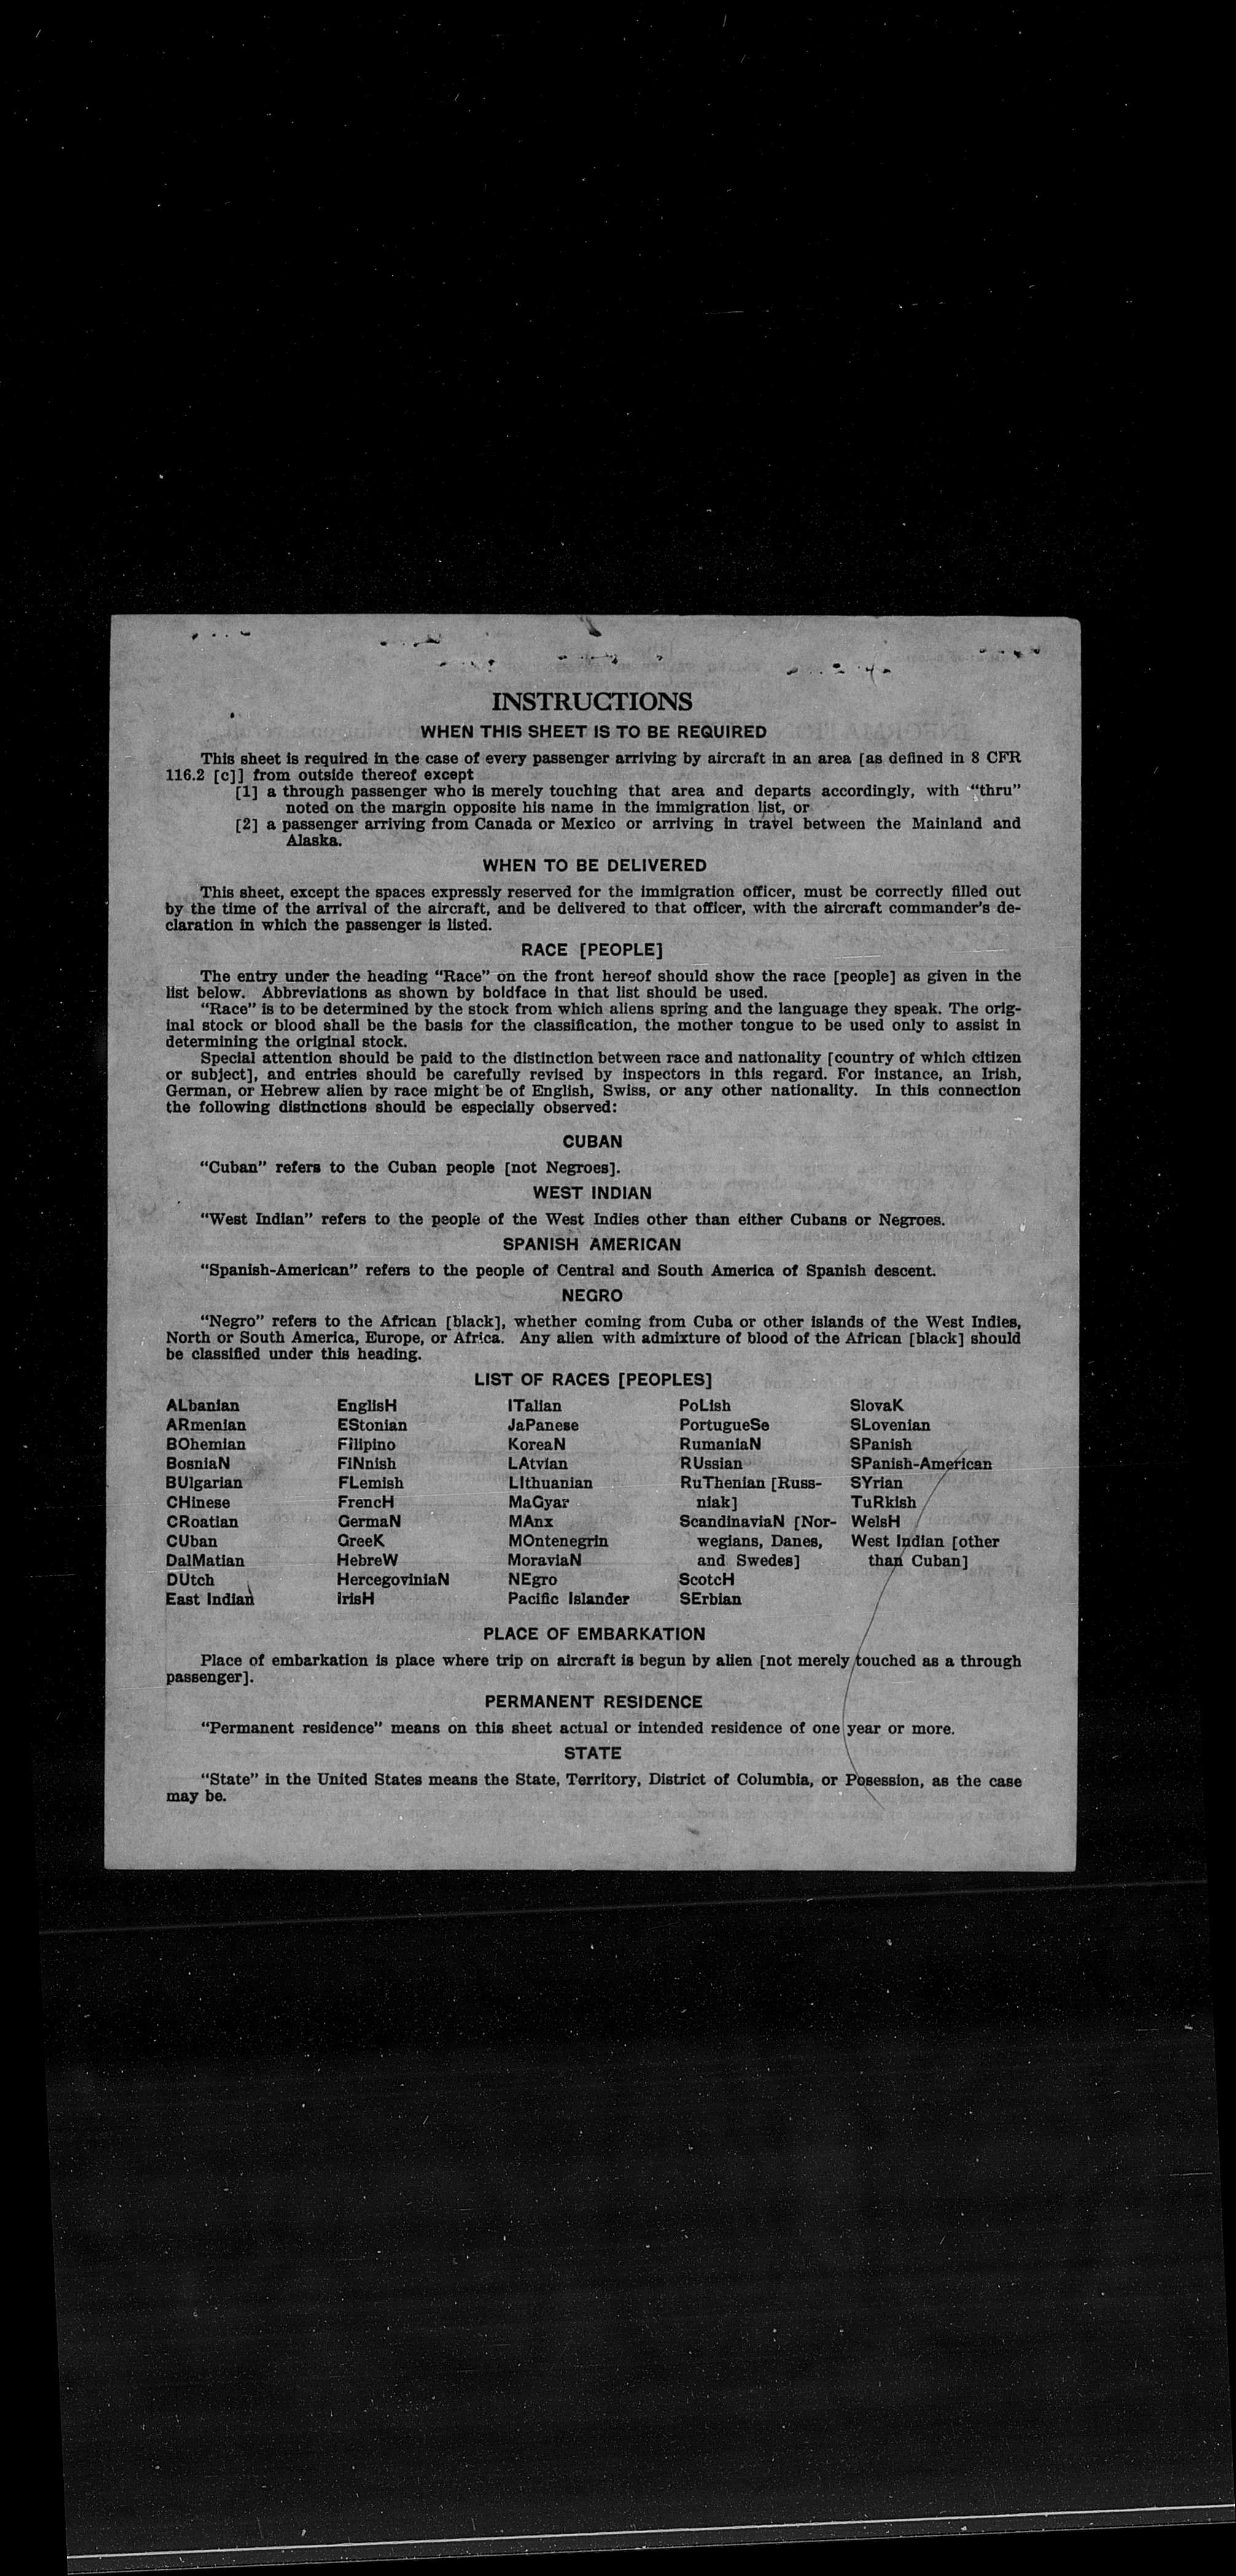 INSTRUCTIONS
WHEN THIS SHEET IS TO BE REQUIRED
This sheet is required in the case of every passenger arriving by aircraft in an area [as defined in 8 CFR
116.2 [c]] from outside thereof except
[1] a through passenger who is merely touching that area and departs accordingly, with "thru"
noted on the margin opposite his name in the immigration list, or
[2] a passenger arriving from Canada or Mexico or arriving in travel between the Mainland and
Alaska.
WHEN TO BE DELIVERED
This sheet, except the spaces expressly reserved for the immigration officer, must be correctly filled out
by the time of the arrival of the aircraft, and be delivered to that officer, with the aircraft commander's de-
claration in which the passenger is listed.
RACE [PEOPLE]
The entry under the heading "Race" on the front hereof should show the race [people] as given in the
list below. Abbreviations as shown by boldface in that list should be used.
"Race" is to be determined by the stock from which aliens spring and the language they speak. The orig-
inal stock or blood shall be the basis for the classification, the mother tongue to be used only to assist in
determining the original stock.
Special attention should be paid to the distinction between race and nationality [country of which citizen
or subject], and entries should be carefully revised by inspectors in this regard. For instance, an Irish,
German, or Hebrew alien by race might be of English, Swiss, or any other nationality. In this connection
the following distinctions should be especially observed:
CUBAN
"Cuban" refers to the Cuban people [not Negroes].
WEST INDIAN
"West Indian" refers to the people of the West Indies other than either Cubans or Negroes.
SPANISH AMERICAN
"Spanish-American" refers to the people of Central and South America of Spanish descent.
NEGRO
"Negro" refers to the African [black], whether coming from Cuba or other islands of the West Indies,
North or South America, Europe, or Africa. Any alien with admixture of blood of the African [black] should
be classified under this heading.
LIST OF RACES [PEOPLES]
ALbanian
ARmenian
BOhemian
BosniaN
BUlgarian
CHinese
CRoatian
CUban
DalMatian
DUtch
East Indian
EnglisH
EStonian
Filipino
FiNnish
FLemish
FrencH
GermaN
GreeK
HebreW
HercegoviniaN
irisH
ITalian
JaPanese
KoreaN
LAtvian
LIthuanian
MaGyar
MAnx
MOntenegrin
MoraviaN
NEgro
Pacific Islander
PoLish
PortugueSe
RumaniaN
RUssian
RuThenian [Russ-
niak]
ScandinaviaN [Nor-
wegians, Danes,
and Swedes]
ScotcH
SErbian
SlovaK
SLovenian
SPanish
SPanish-American
SYrian
TuRkish
WelsH
West Indian [other
than Cuban]
PLACE OF EMBARKATION
Place of embarkation is place where trip on aircraft is begun by alien [not merely touched as a through
passenger].
PERMANENT RESIDENCE
"Permanent residence" means on this sheet actual or intended residence of one year or more.
STATE
"State" in the United States means the State, Territory, District of Columbia, or Posession, as the case
may be.